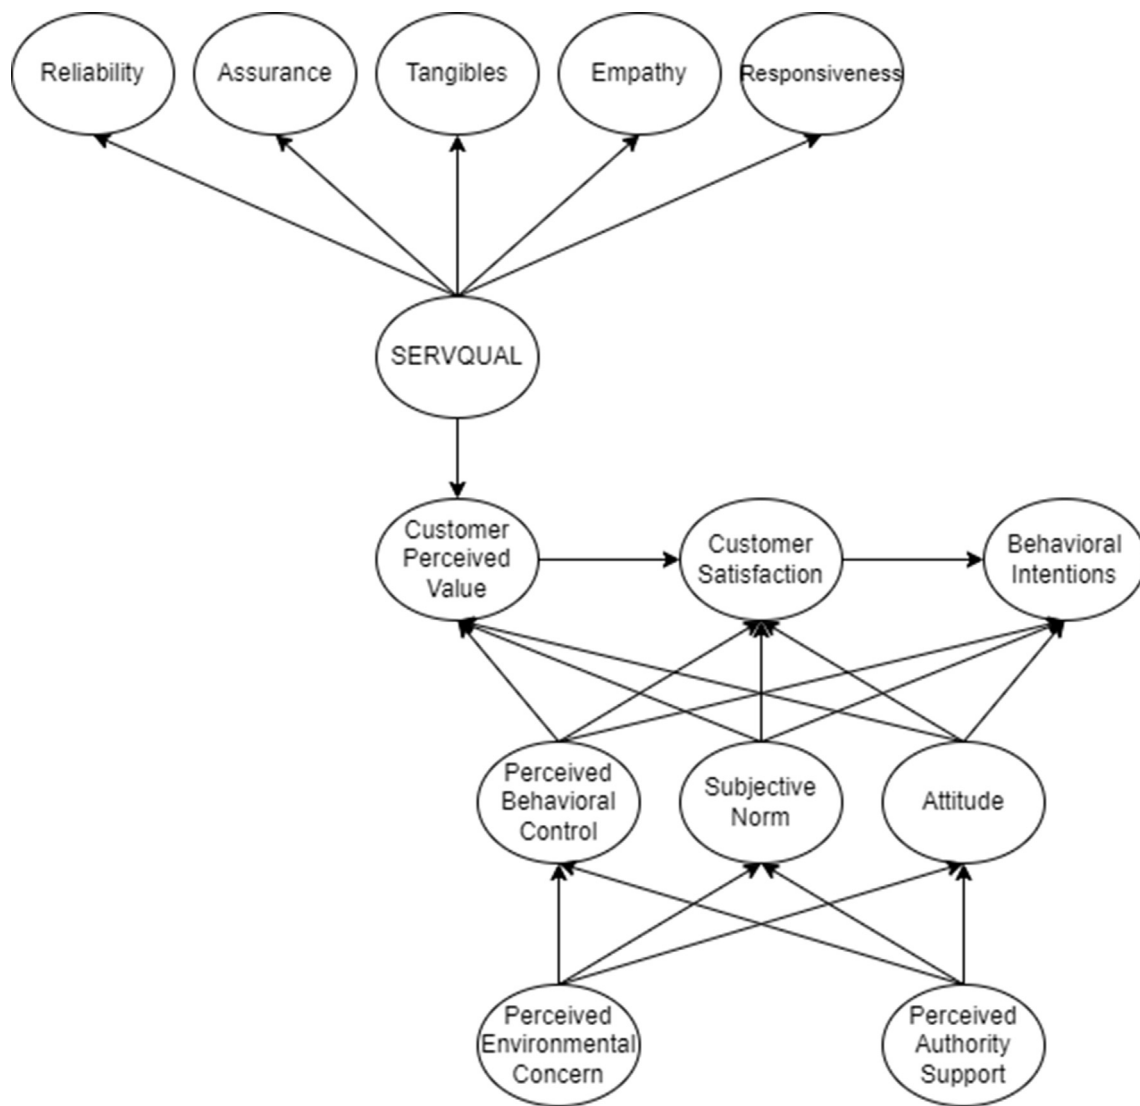 Reliability
Assurance
Tangibles
Empathy
Responsiveness
SERVQUAL
Customer
Perceived
Value
Customer
Satisfaction
Behavioral
Intentions
Perceived
Behavioral
Control
Subjective
Norm
Attitude
Perceived
Environmental
Concern
Perceived
Authority
Support